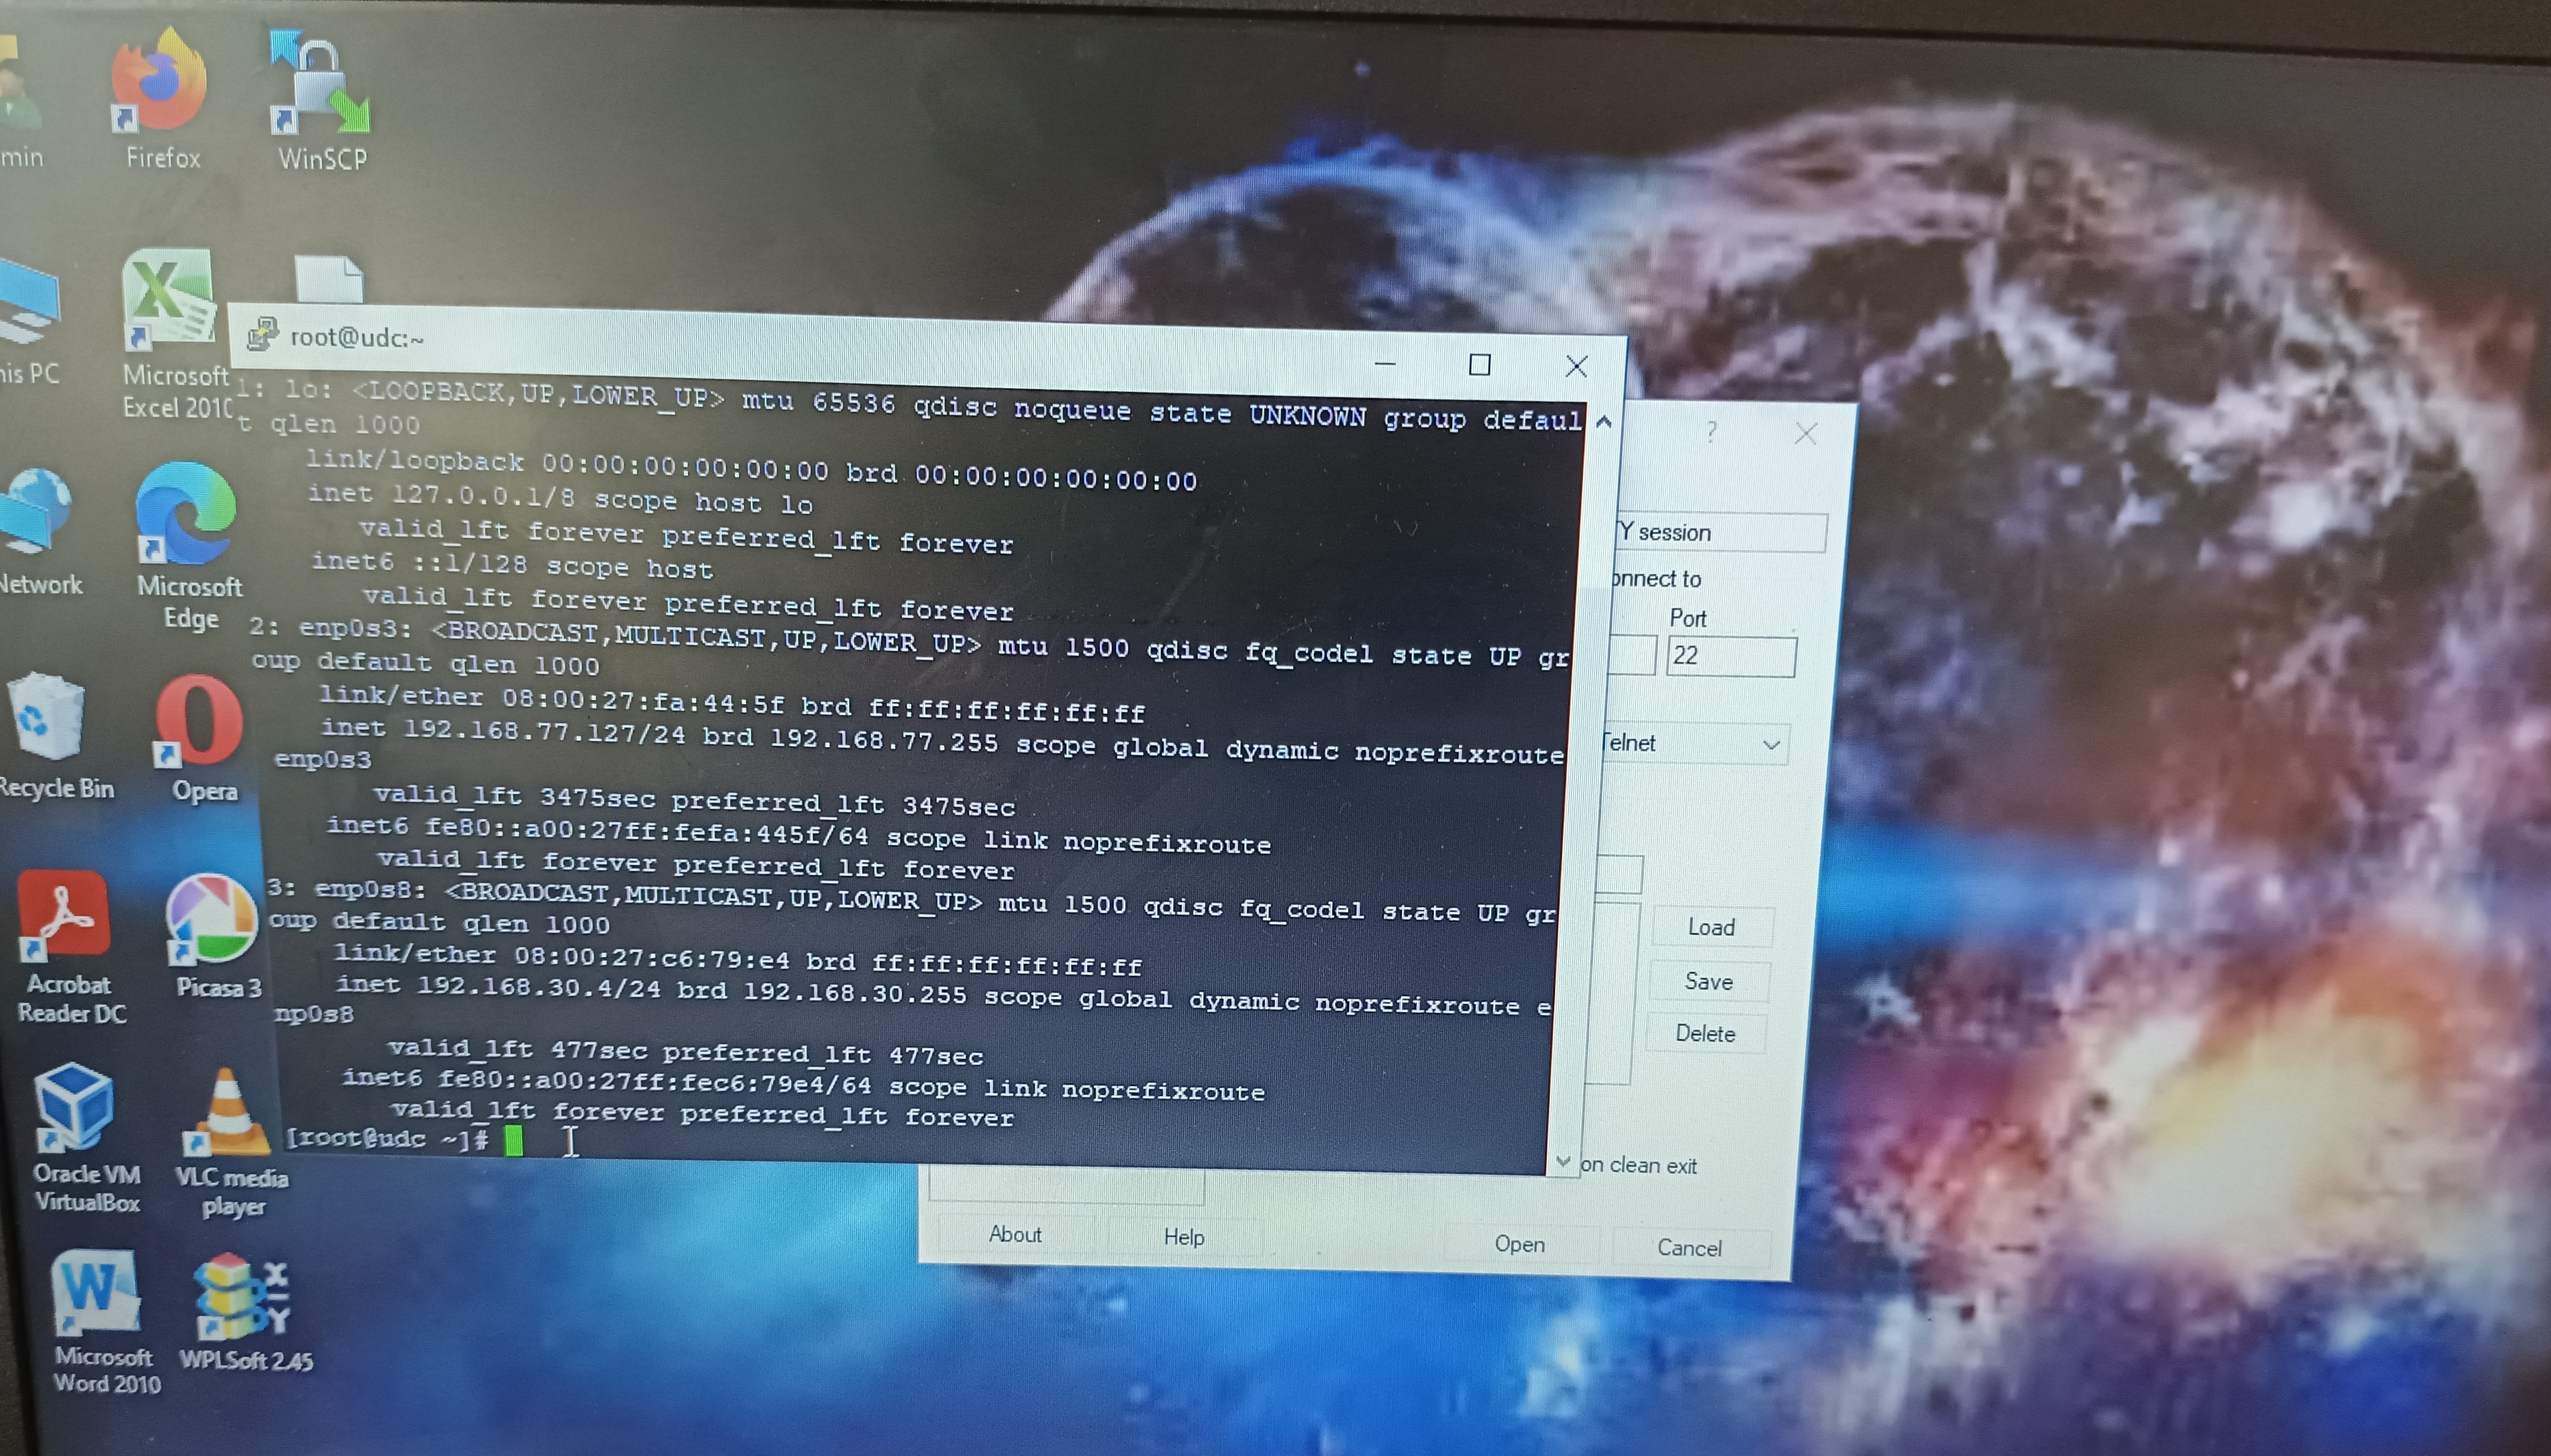 min
Firefox
WinSCP
his PC
Microsoft
Excel 2010
Network
Microsoft
Edge
Recycle Bin
Opera
Acrobat
Reader DC
Picasa 3
Oracle VM
VirtualBox
VLC media
player
Microsoft
Word 2010
WPLSoft 2.45
root@udc:~
1: lo: <LOOPBACK,UP,LOWER_UP> mtu 65536 qdisc noqueue state UNKNOWN group defaul
t qlen 1000
link/loopback 00:00:00:00:00:00 brd 00:00:00:00:00:00
inet 127.0.0.1/8 scope host lo
valid_lft forever preferred_lft forever
inet6 ::1/128 scope host
valid_lft forever preferred_lft forever
2: enp0s3: <BROADCAST,MULTICAST,UP,LOWER_UP> mtu 1500 qdisc fq_codel state UP gr
oup default qlen 1000
link/ether 08:00:27:fa:44:5f brd ff:ff:ff:ff:ff:ff
inet 192.168.77.127/24 brd 192.168.77.255 scope global dynamic noprefixroute
enp0s3
valid_lft 3475sec preferred_lft 3475sec
inet6 fe80::a00:27ff:fefa:445f/64 scope link noprefixroute
valid_lft forever preferred_lft forever
3: enp0s8: <BROADCAST,MULTICAST,UP,LOWER_UP> mtu 1500 qdisc fq_codel state UP gr
oup default qlen 1000
link/ether 08:00:27:c6:79:e4 brd ff:ff:ff:ff:ff:ff
inet 192.168.30.4/24 brd 192.168.30.255 scope global dynamic noprefixroute e
np0s8
valid_lft 477sec preferred_lft 477sec
inet6 fe80::a00:27ff:fec6:79e4/64 scope link noprefixroute
valid_lft forever preferred_lft forever
[root@udc ~]#
?
Y session
onnect to
Port
22
Telnet
Load
Save
Delete
on clean exit
About
Help
Open
Cancel